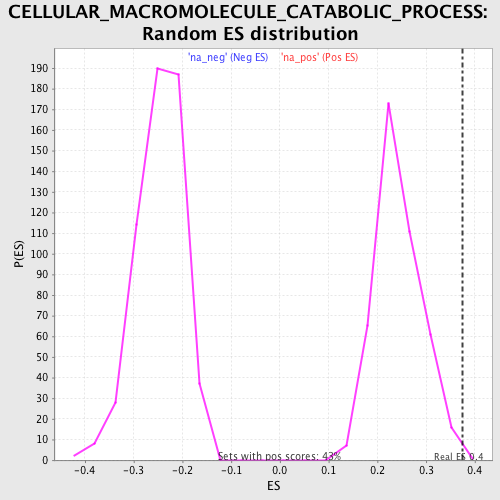 CELLULAR_MACROMOLECULE_CATABOLIC_PROCESS:
Random ES distribution
'na_neg' (Neg ES) 'na_pos' (Pos ES)
190
180
170
160
150
140
130
120
110
100
90
80
70
60
50
40
30
20
10
0
P(ES)
Sets with pos scores: 43%
Real ES 0.4
-0.4 -0.3 -0.2 -0.1 0.0 0.1 0.2 0.3 0.4
ES